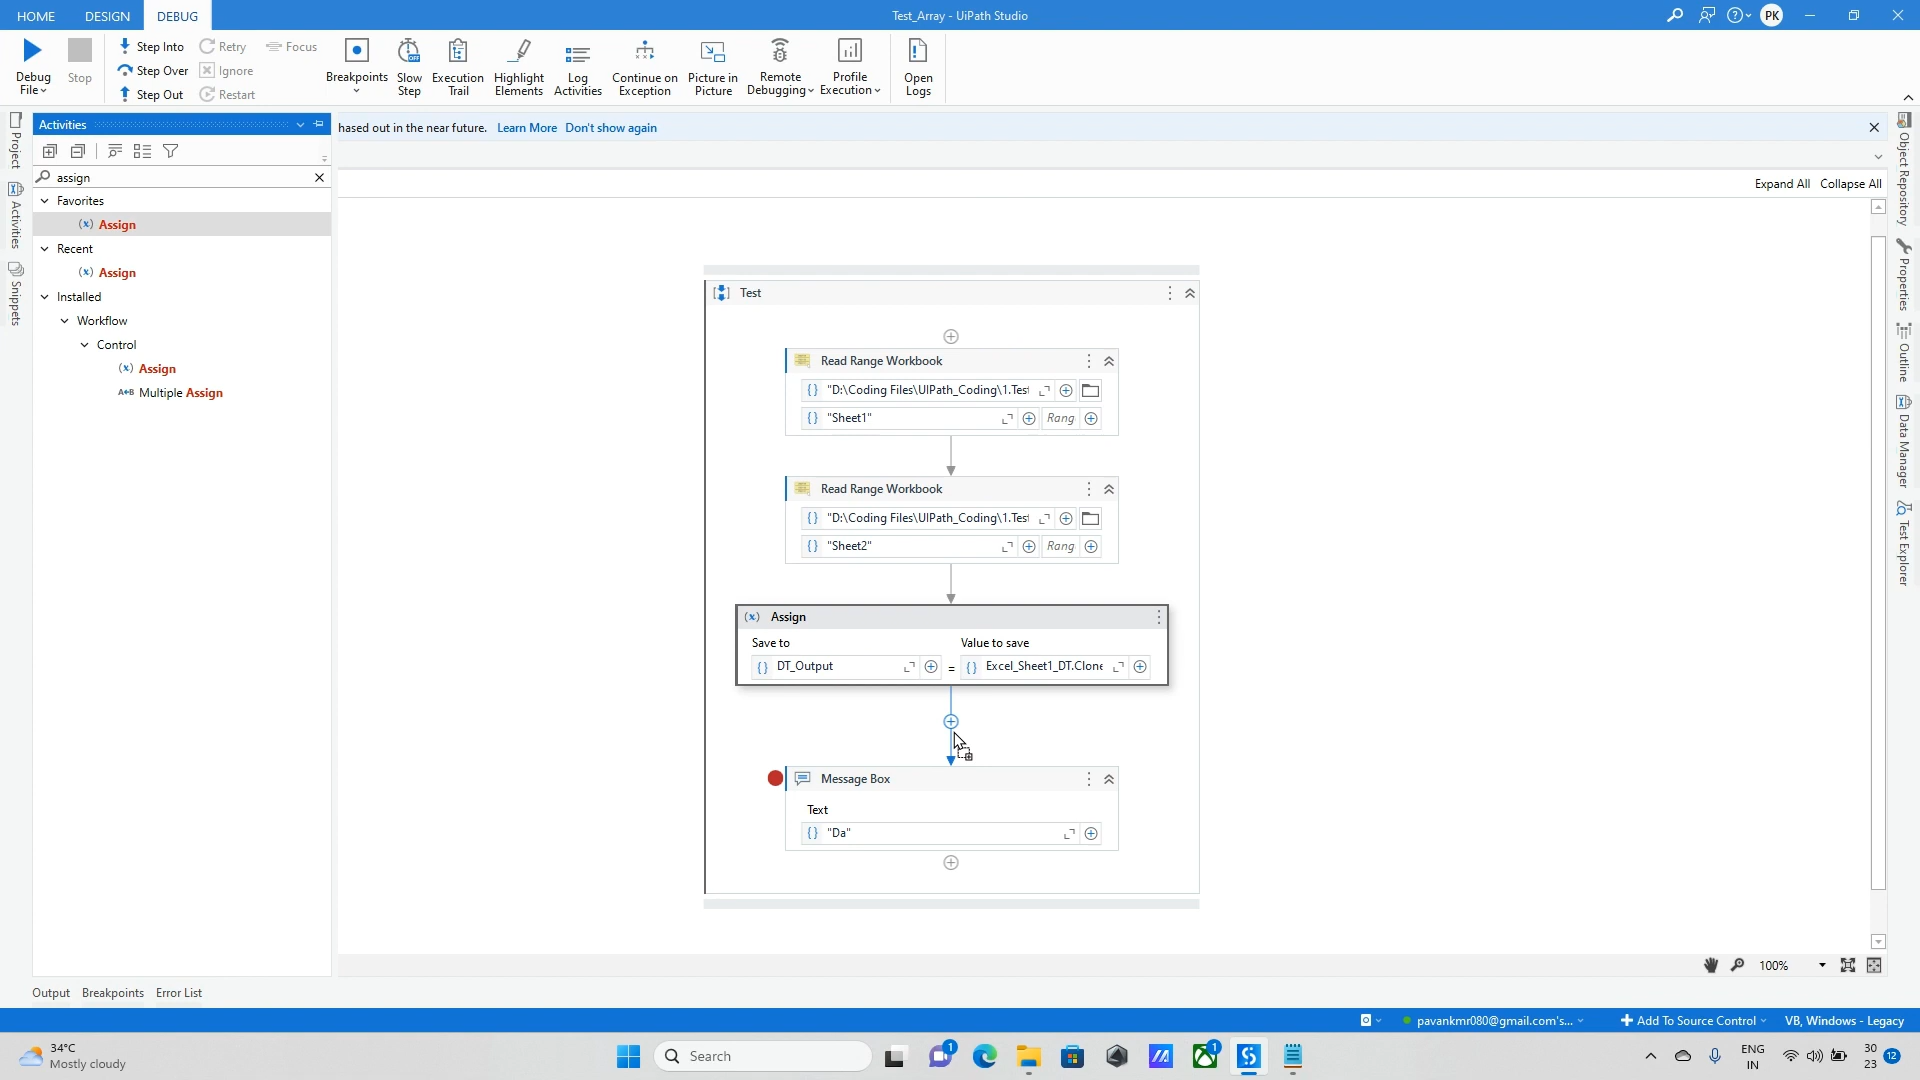 HOME DESIGN DEBUG Test_Array - UiPath Studio PK
Debug File Stop
Step Into Retry Focus
Step Over Ignore
Step Out Restart
Breakpoints
Slow Step
Execution Trail
Highlight Elements
Log Activities
Continue on Exception
Picture in Picture
Remote Debugging
Profile Execution
Open Logs
Project
Activities
Snippets
Activities
assign
Favorites
Assign
Recent
Assign
Installed
Workflow
Control
Assign
A+B Multiple Assign
hased out in the near future. Learn More Don't show again
Expand All Collapse All
Test
Read Range Workbook
"D:\Coding Files\UIPath_Coding\1.Test
"Sheet1" Rang
Read Range Workbook
"D:\Coding Files\UIPath_Coding\1.Test
"Sheet2" Rang
Assign
Save to Value to save
DT_Output = Excel_Sheet1_DT.Clone
Message Box
Text
"Da"
Object Repository
Properties
Outline
Data Manager
Test Explorer
100%
Output Breakpoints Error List
pavankmr080@gmail.com's... Add To Source Control VB, Windows - Legacy
34°C
Mostly cloudy
Search
1
1
ENG
IN
30
23
12